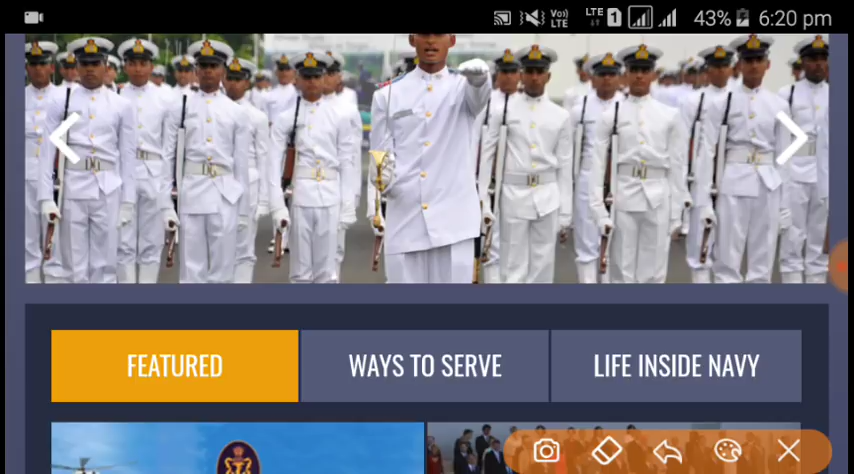 Vo)) LTE LTE 1 43% 6:20 pm
FEATURED WAYS TO SERVE LIFE INSIDE NAVY